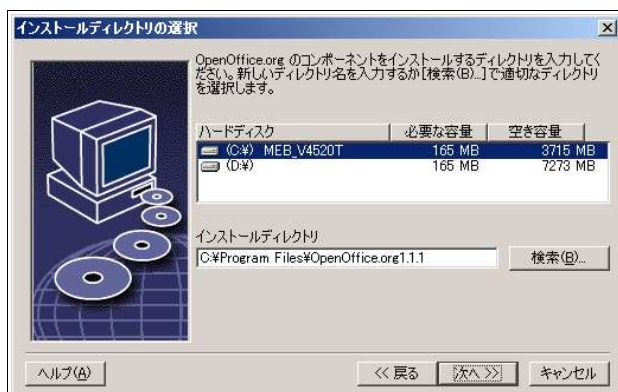 インストールディレクトリの選択
OpenOffice.org のコンポーネントをインストールするディレクトリを入力してく
ださい。新しいディレクトリ名を入力するか[検索(B)...]で適切なディレクトリ
を選択します。
ハードディスク 必要な容量 空き容量
(C:¥) MEB_V4520T 165 MB 3715 MB
(D:¥) 165 MB 7273 MB
インストールディレクトリ
C:¥Program Files¥OpenOffice.org1.1.1 検索(B)...
ヘルプ(A) << 戻る 次へ >> キャンセル